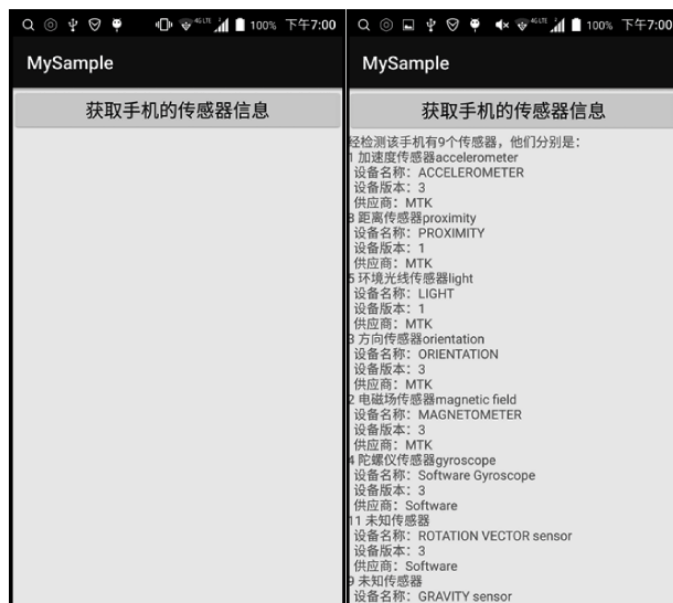 4G LTE 100% 下午7:00
MySample
获取手机的传感器信息
4G LTE 100% 下午7:00
MySample
获取手机的传感器信息
经检测该手机有9个传感器，他们分别是：
1 加速度传感器accelerometer
设备名称：ACCELEROMETER
设备版本：3
供应商：MTK
8 距离传感器proximity
设备名称：PROXIMITY
设备版本：1
供应商：MTK
5 环境光线传感器light
设备名称：LIGHT
设备版本：1
供应商：MTK
3 方向传感器orientation
设备名称：ORIENTATION
设备版本：3
供应商：MTK
2 电磁场传感器magnetic field
设备名称：MAGNETOMETER
设备版本：3
供应商：MTK
4 陀螺仪传感器gyroscope
设备名称：Software Gyroscope
设备版本：3
供应商：Software
11 未知传感器
设备名称：ROTATION VECTOR sensor
设备版本：3
供应商：Software
9 未知传感器
设备名称：GRAVITY sensor